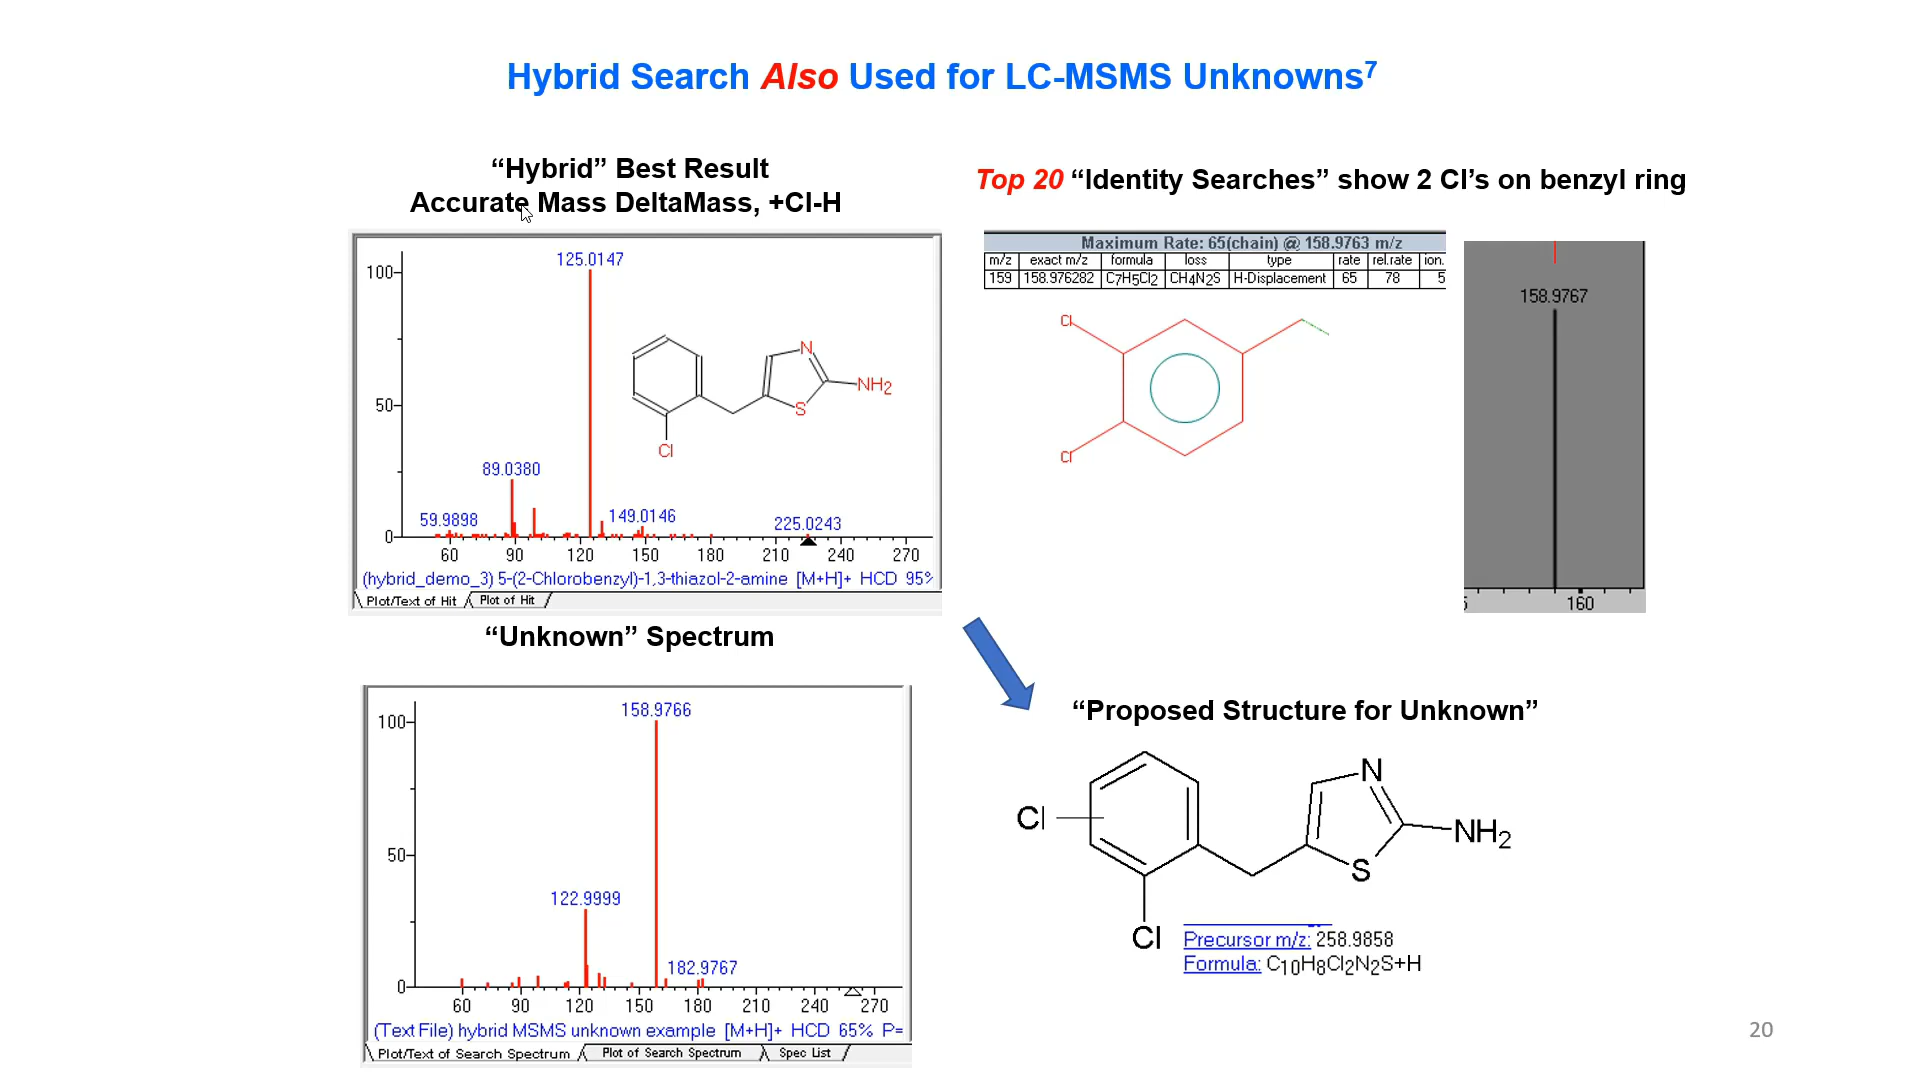 Hybrid Search Also Used for LC-MSMS Unknowns7
“Hybrid” Best Result
Accurate Mass DeltaMass, +Cl-H
125.0147
100
50
0
89.0380
59.9898
149.0146
225.0243
N
NH2
S
Cl
60 90 120 150 180 210 240 270
(hybrid_demo_3) 5-(2-Chlorobenzyl)-1,3-thiazol-2-amine [M+H]+ HCD 95%
Plot/Text of Hit Plot of Hit
Top 20 “Identity Searches” show 2 Cl’s on benzyl ring
Maximum Rate: 65(chain) @ 158.9763 m/z
m/z exact m/z formula loss type rate rel.rate ion.
159 158.976282 C7H5Cl2 CH4N2S H-Displacement 65 78 5
Cl
Cl
158.9767
160
“Unknown” Spectrum
158.9766
100
50
0
122.9999
182.9767
60 90 120 150 180 210 240 270
(Text File) hybrid MSMS unknown example [M+H]+ HCD 65% P=
Plot/Text of Search Spectrum Plot of Search Spectrum Spec List
“Proposed Structure for Unknown”
N
Cl
NH2
S
Cl
Precursor m/z: 258.9858
Formula: C10H8Cl2N2S+H
20